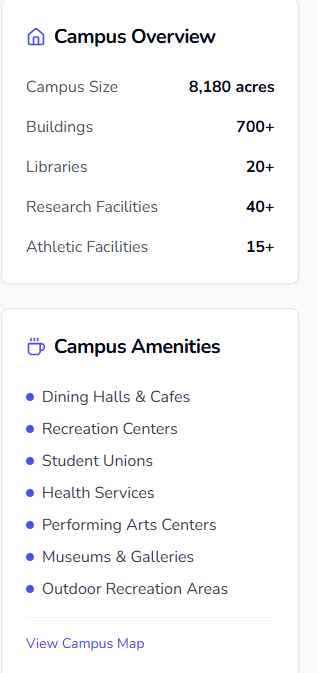 Campus Overview
Campus Size 8,180 acres
Buildings 700+
Libraries 20+
Research Facilities 40+
Athletic Facilities 15+
Campus Amenities
Dining Halls & Cafes
Recreation Centers
Student Unions
Health Services
Performing Arts Centers
Museums & Galleries
Outdoor Recreation Areas
View Campus Map